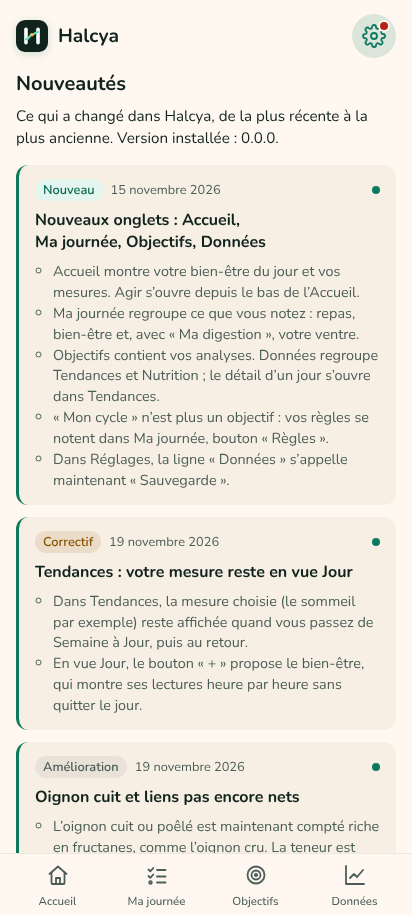 Halcya
Nouveautés
Ce qui a changé dans Halcya, de la plus récente à la
plus ancienne. Version installée : 0.0.0.
Nouveau 15 novembre 2026
Nouveaux onglets : Accueil,
Ma journée, Objectifs, Données
Accueil montre votre bien-être du jour et vos
mesures. Agir s’ouvre depuis le bas de l’Accueil.
Ma journée regroupe ce que vous notez : repas,
bien-être et, avec « Ma digestion », votre ventre.
Objectifs contient vos analyses. Données regroupe
Tendances et Nutrition ; le détail d’un jour s’ouvre
dans Tendances.
« Mon cycle » n’est plus un objectif : vos règles se
notent dans Ma journée, bouton « Règles ».
Dans Réglages, la ligne « Données » s’appelle
maintenant « Sauvegarde ».
Correctif 19 novembre 2026
Tendances : votre mesure reste en vue Jour
Dans Tendances, la mesure choisie (le sommeil
par exemple) reste affichée quand vous passez de
Semaine à Jour, puis au retour.
En vue Jour, le bouton « + » propose le bien-être,
qui montre ses lectures heure par heure sans
quitter le jour.
Amélioration 19 novembre 2026
Oignon cuit et liens pas encore nets
L’oignon cuit ou poêlé est maintenant compté riche
en fructanes, comme l’oignon cru. La teneur est
Accueil
Ma journée
Objectifs
Données